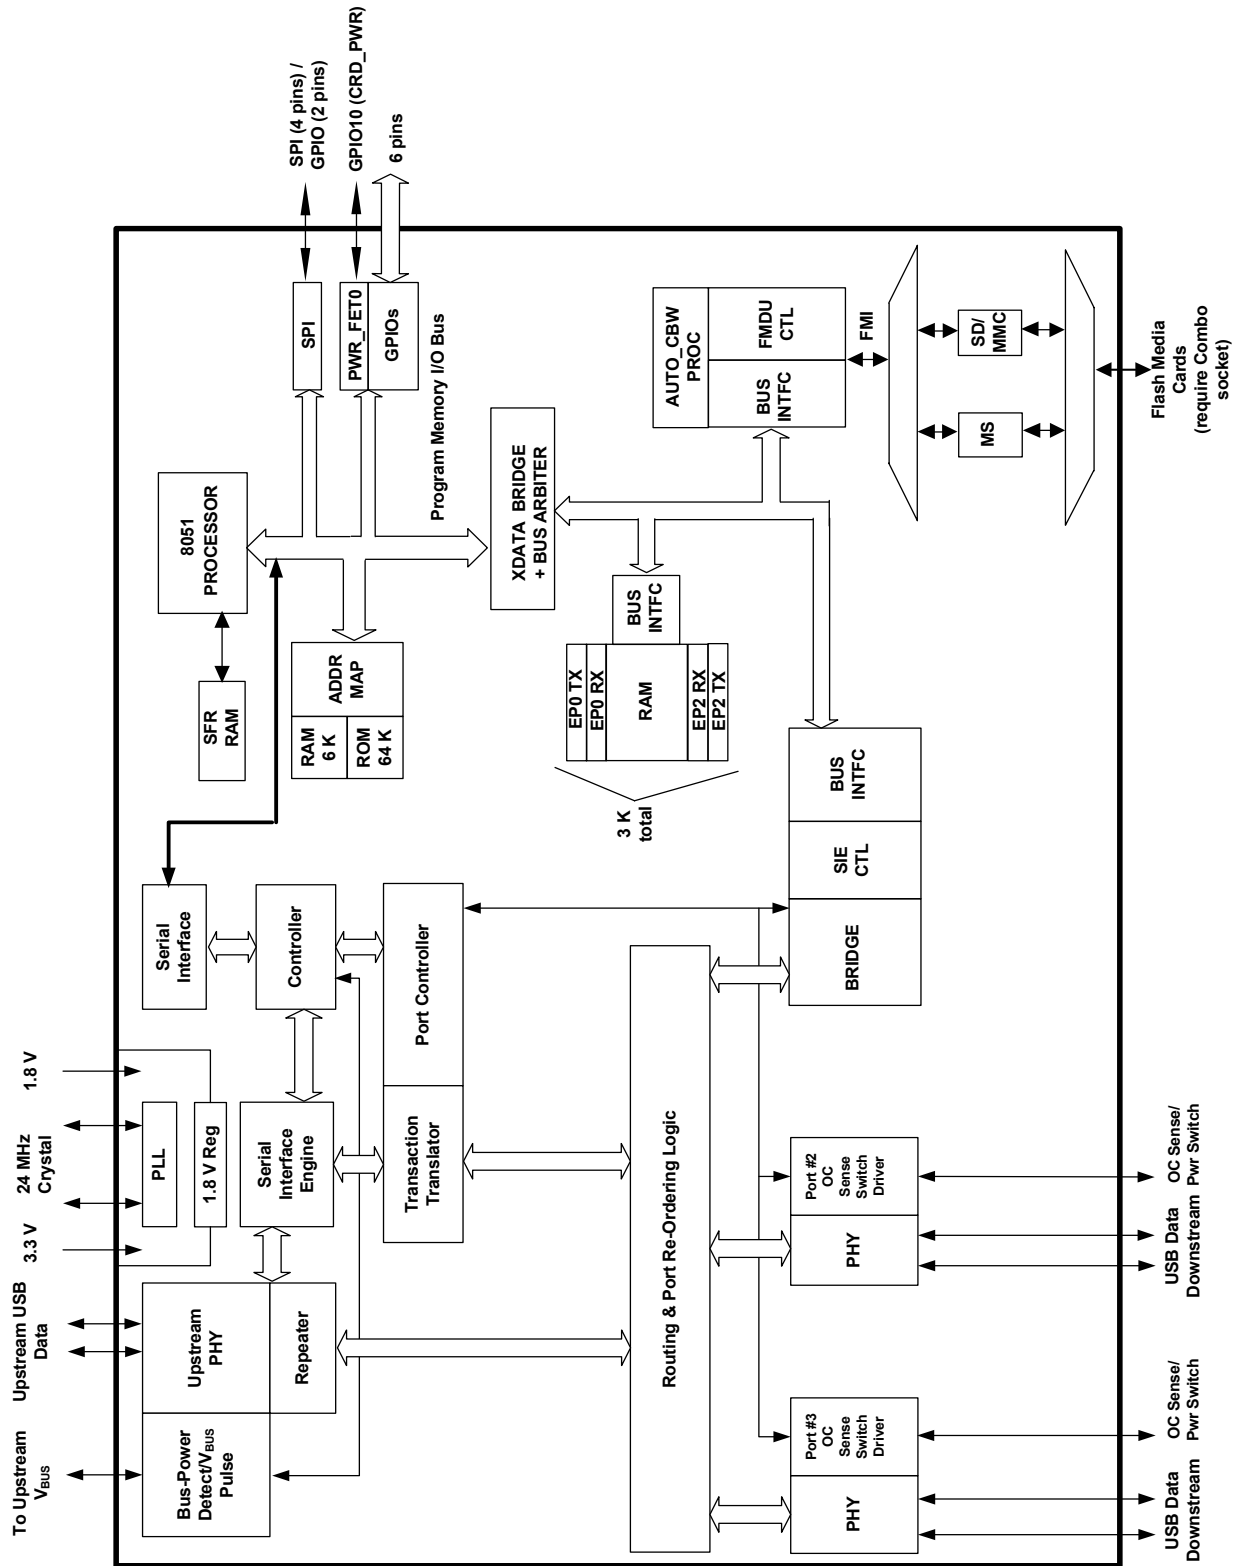 To Upstream
VBUS
Upstream USB
Data
3.3 V
24 MHz
Crystal
1.8 V
Bus-Power
Detect/VBUS
Pulse
Upstream
PHY
Repeater
PLL
1.8 V Reg
Serial
Interface
Engine
Serial
Interface
Controller
Transaction
Translator
Port Controller
SFR
RAM
8051
PROCESSOR
RAM
6 K
ROM
64 K
ADDR
MAP
SPI
PWR_FET0
GPIOs
SPI (4 pins) /
GPIO (2 pins)
GPIO10 (CRD_PWR)
6 pins
Program Memory I/O Bus
XDATA BRIDGE
+ BUS ARBITER
3 K
total
EP0 TX
EP0 RX
RAM
EP2 RX
EP2 TX
BUS
INTFC
AUTO_CBW
PROC
BUS
INTFC
FMDU
CTL
FMI
MS
SD/
MMC
Flash Media
Cards
(require Combo
socket)
Routing & Port Re-Ordering Logic
BRIDGE
SIE
CTL
BUS
INTFC
PHY
Port #3
OC
Sense
Switch
Driver
PHY
Port #2
OC
Sense
Switch
Driver
USB Data
Downstream
OC Sense/
Pwr Switch
USB Data
Downstream
OC Sense/
Pwr Switch